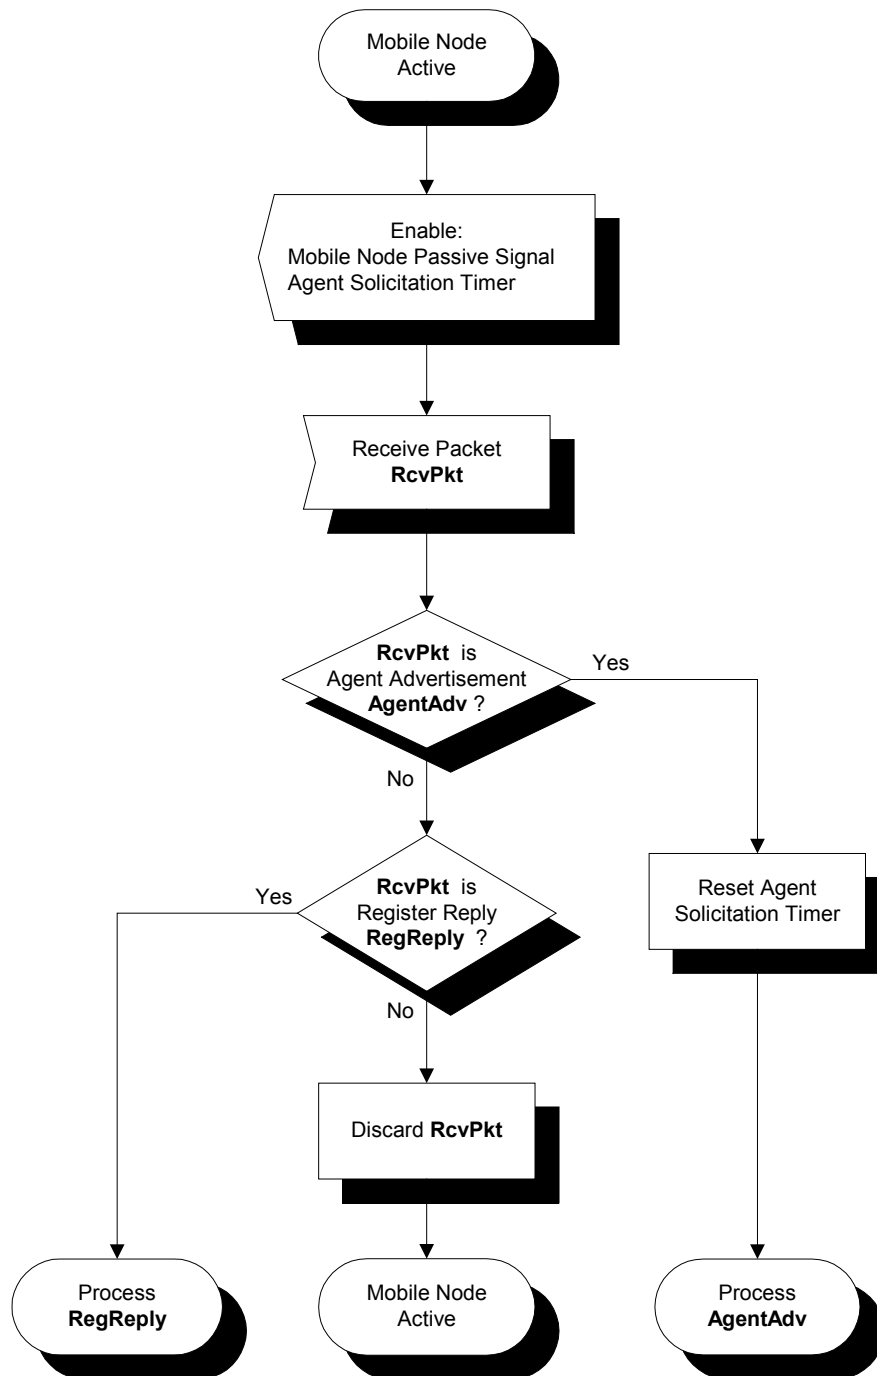 Mobile Node
Active
Enable:
Mobile Node Passive Signal
Agent Solicitation Timer
Receive Packet
RcvPkt
RcvPkt is
Agent Advertisement
AgentAdv ?
Yes
No
RcvPkt is
Register Reply
RegReply ?
Yes
No
Reset Agent
Solicitation Timer
Discard RcvPkt
Process
RegReply
Mobile Node
Active
Process
AgentAdv